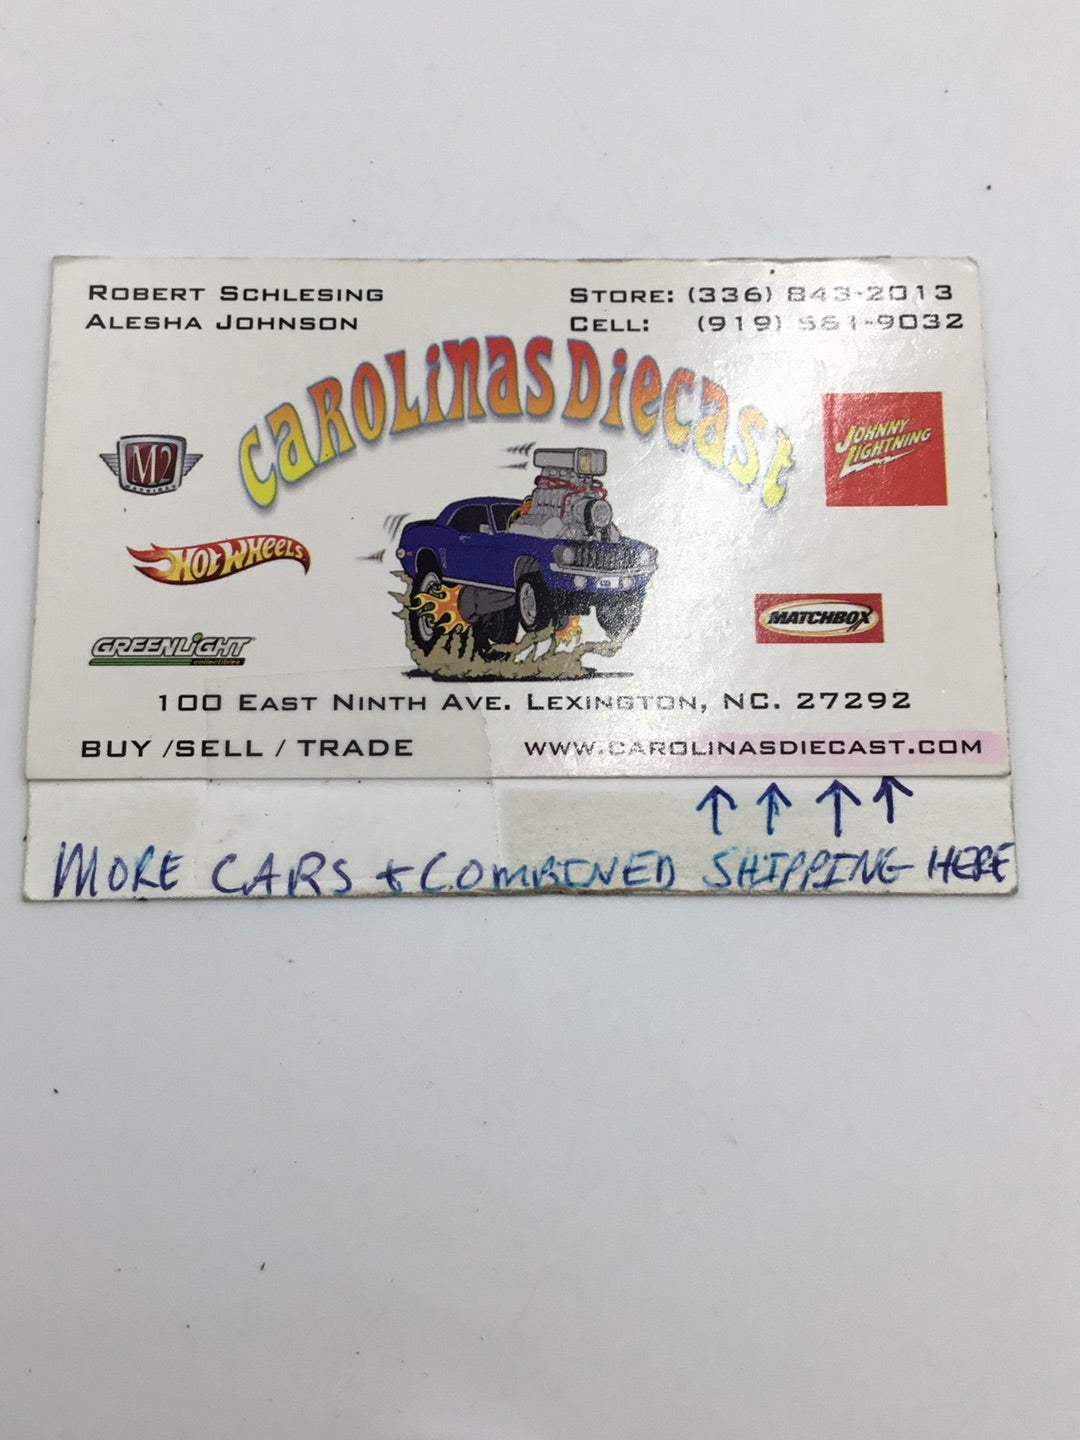 ROBERT SCHLESING
ALESHA JOHNSON
STORE: (336) 843-2013
CELL: (919) 561-9032
CAROLINAS DIECAST
M2
MACHINES
JOHNNY
LIGHTNING
HOT WHEELS
GREENLIGHT
collectibles
MATCHBOX
100 EAST NINTH AVE. LEXINGTON, NC. 27292
BUY /SELL / TRADE
WWW.CAROLINASDIECAST.COM
↑ ↑ ↑ ↑
MORE CARS + COMBINED SHIPPING HERE